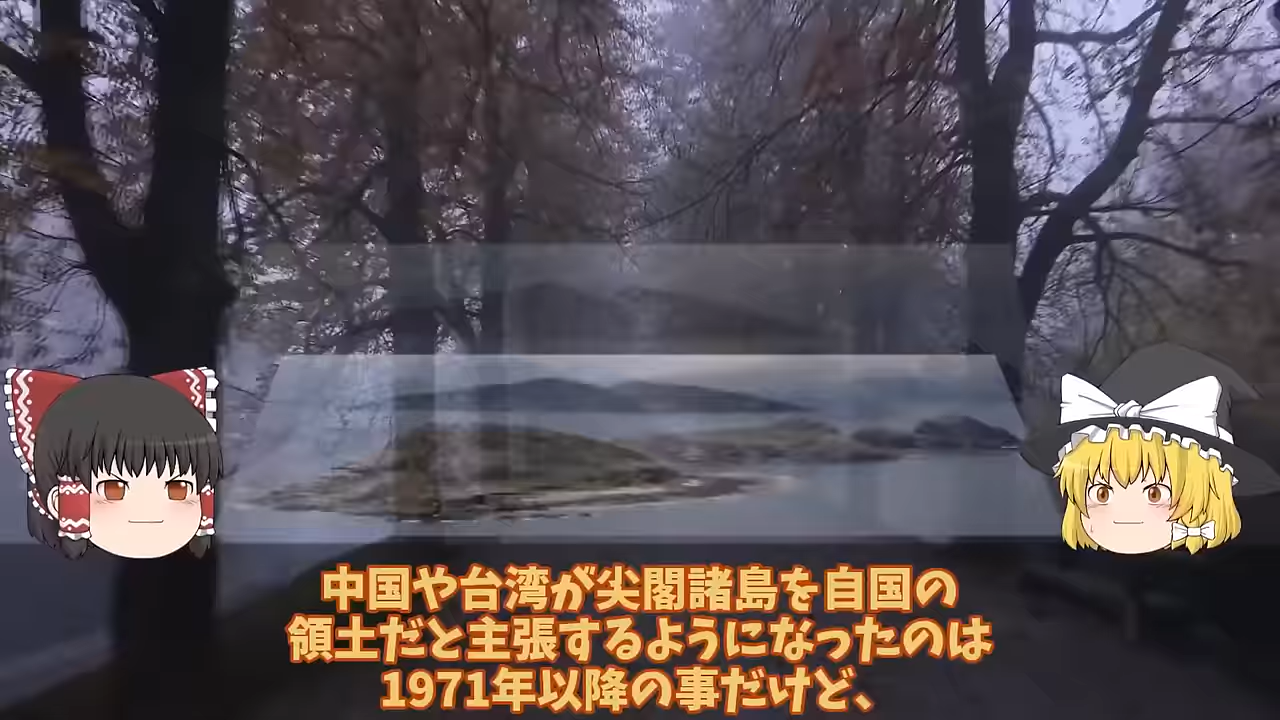 中国や台湾が尖閣諸島を自国の
領土だと主張するようになったのは
1971年以降の事だけど、